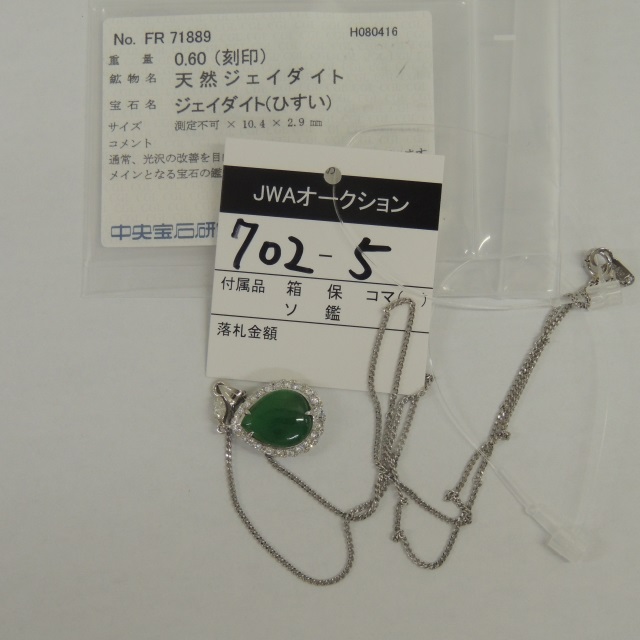 No. FR 71889
H080416
重 量 0.60 (刻印)
鉱物名 天然ジェイダイト
宝石名 ジェイダイト(ひすい)
サイズ 測定不可 × 10.4 × 2.9 mm
コメント
通常、光沢の改善を目
メインとなる宝石の鑑
中央宝石研
JWAオークション
702-5
付属品 箱 保 コマ( )
ソ 鑑
落札金額